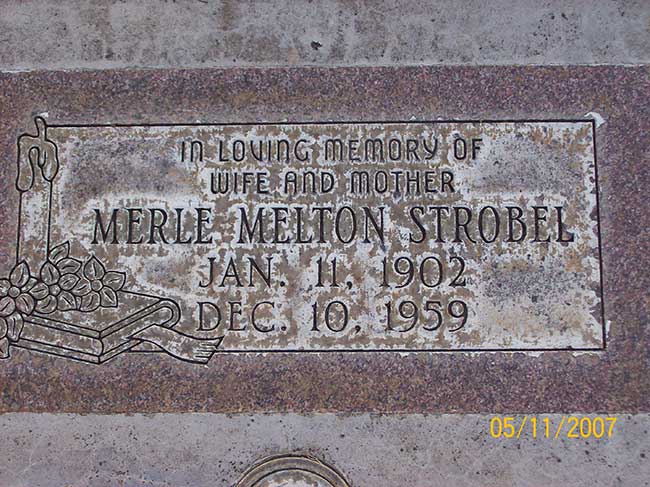 IN LOVING MEMORY OF
WIFE AND MOTHER
MERLE MELTON STROBEL
JAN. 11, 1902
DEC. 10, 1959
05/11/2007